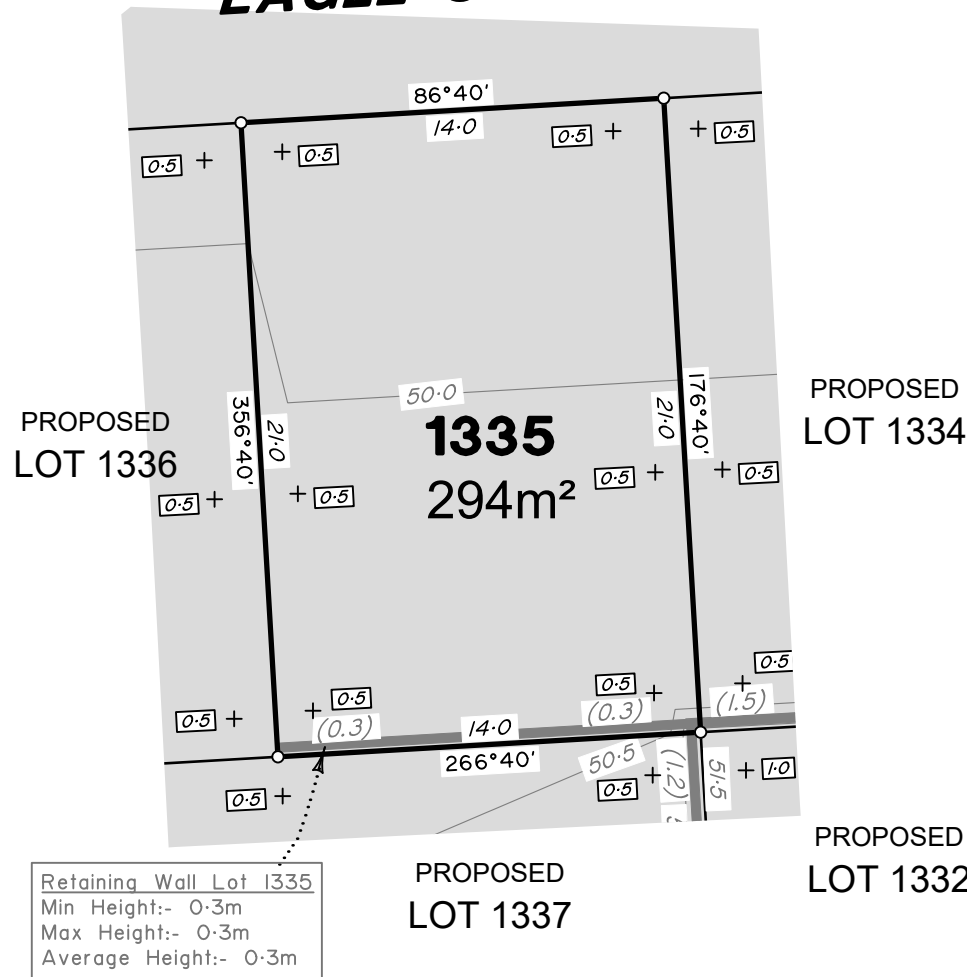 86°40'
14·0
0·5
0·5
0·5
0·5
50·0
356°40'
21·0
21·0
176°40'
PROPOSED
LOT 1336
PROPOSED
LOT 1334
1335
294m²
0·5
0·5
0·5
0·5
0·5
0·5
0·5
0·5
(0.3)
(0.3)
(1.5)
14·0
266°40'
50·5
(1.2)
51·5
0·5
0·5
1·0
PROPOSED
LOT 1337
PROPOSED
LOT 1332
Retaining Wall Lot 1335
Min Height:- 0·3m
Max Height:- 0·3m
Average Height:- 0·3m